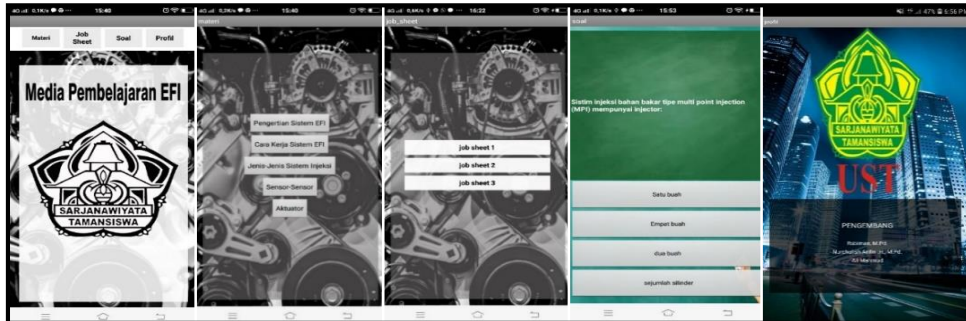 15:40
Materi
Job
Sheet
Soal
Profil
Media Pembelajaran EFI
SARJANAWIYATA
TAMANSISWA
15:40
materi
Pengertian Sistem EFI
Cara Kerja Sistem EFI
Jenis-Jenis Sistem Injeksi
Sensor-Sensor
Aktuator
16:22
job_sheet
job sheet 1
job sheet 2
job sheet 3
15:53
soal
Sistim injeksi bahan bakar tipe multi point injection
(MPI) mempunyai injector:
Satu buah
Empat buah
dua buah
sejumlah silinder
47% 6:56 PM
profil
SARJANAWIYATA
TAMANSISWA
UST
PENGEMBANG